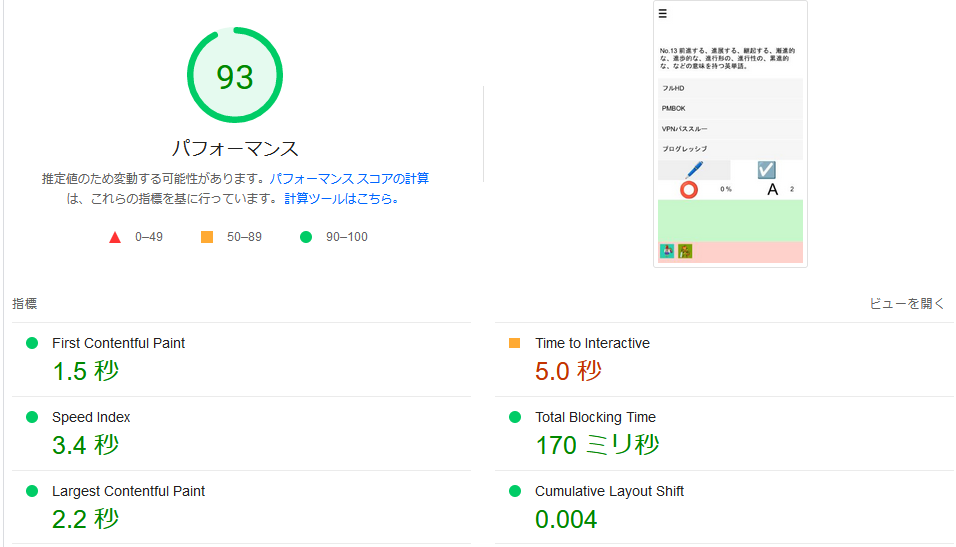 93
パフォーマンス
推定値のため変動する可能性があります。パフォーマンス スコアの計算
は、これらの指標を基に行っています。計算ツールはこちら。
0–49
50–89
90–100
No.13 前進する、進展する、継起する、漸進的
な、進歩的な、進行形の、進行性の、累進的
な、などの意味を持つ英単語。
フルHD
PMBOK
VPNパススルー
プログレッシブ
0 %
A
2
指標
ビューを開く
First Contentful Paint
1.5 秒
Time to Interactive
5.0 秒
Speed Index
3.4 秒
Total Blocking Time
170 ミリ秒
Largest Contentful Paint
2.2 秒
Cumulative Layout Shift
0.004